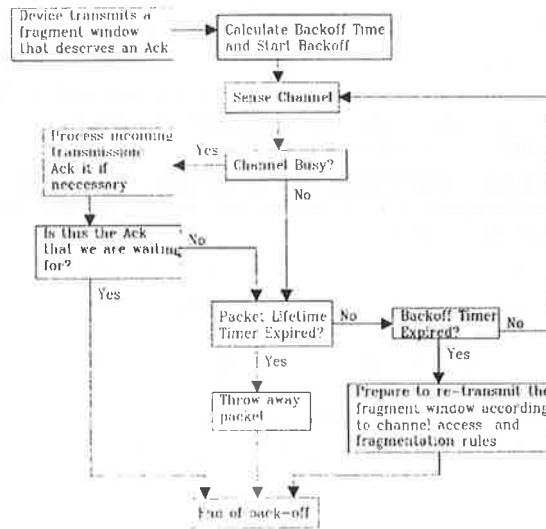 Device transmits a
fragment window
that deserves an Ack
Calculate Backoff Time
and Start Backoff
Sense Channel
Process incoming
transmission
Ack it if
neccessary
Yes
Channel Busy?
No
Is this the Ack
that we are waiting
for?
No
Yes
Packet Lifetime
Timer Expired?
No
Backoff Timer
Expired?
No
Yes
Yes
Throw away
packet
Prepare to re-transmit the
fragment window according
to channel access and
fragmentation rules
End of back-off